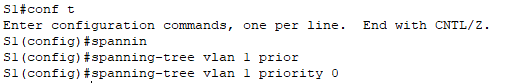 S1#conf t
Enter configuration commands, one per line.  End with CNTL/Z.
S1(config)#spannin
S1(config)#spanning-tree vlan 1 prior
S1(config)#spanning-tree vlan 1 priority 0